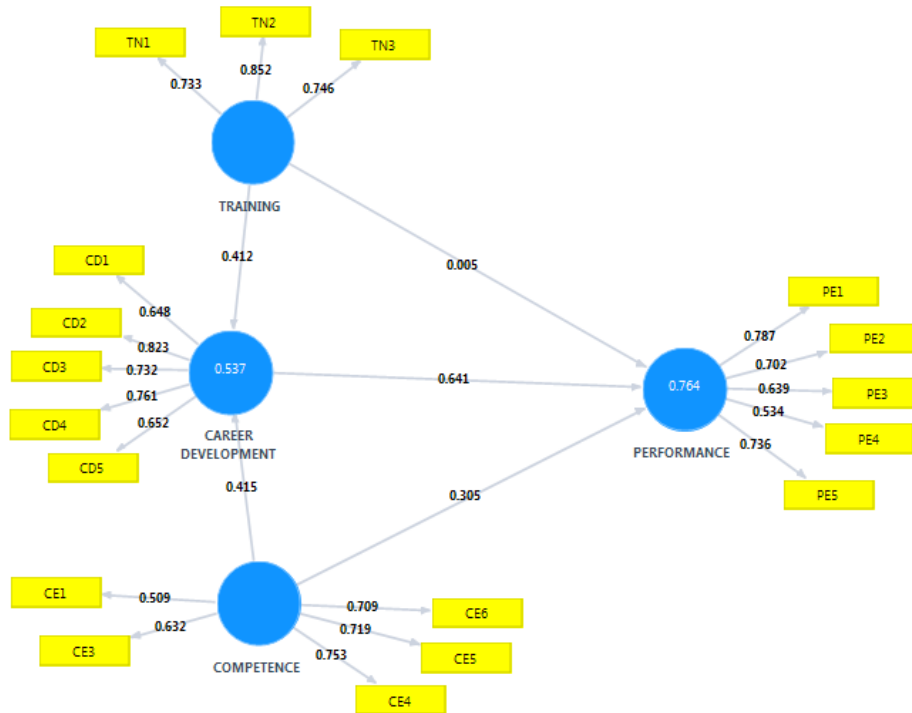 TN1
TN2
TN3
0.733
0.852
0.746
TRAINING
0.412
0.005
CD1
CD2
CD3
CD4
CD5
0.648
0.823
0.732
0.761
0.652
0.537
CAREER
DEVELOPMENT
0.641
0.764
PERFORMANCE
PE1
PE2
PE3
PE4
PE5
0.787
0.702
0.639
0.534
0.736
0.415
0.305
CE1
CE3
0.509
0.632
COMPETENCE
0.709
0.719
0.753
CE6
CE5
CE4